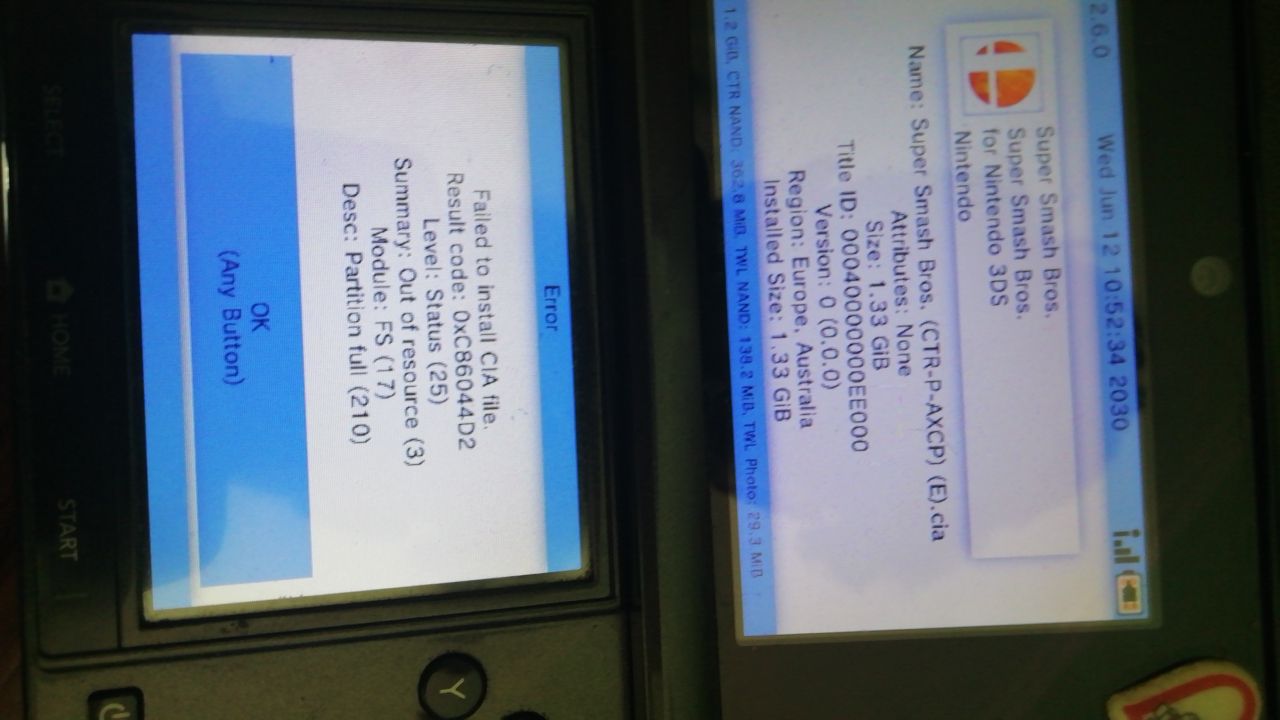 2.6.0
Wed Jun 12 10:52:34 2030
Super Smash Bros.
Super Smash Bros.
for Nintendo 3DS
Nintendo
Name: Super Smash Bros. (CTR-P-AXCP) (E).cia
Attributes: None
Size: 1.33 GiB
Title ID: 00040000000EE000
Version: 0 (0.0.0)
Region: Europe, Australia
Installed Size: 1.33 GiB
1.2 GiB, CTR NAND: 362.8 MiB, TWL NAND: 138.2 MiB, TWL Photo: 29.3 MiB
Error
Failed to install CIA file.
Result code: 0xC86044D2
Level: Status (25)
Summary: Out of resource (3)
Module: FS (17)
Desc: Partition full (210)
OK
(Any Button)
SELECT
HOME
START
Y